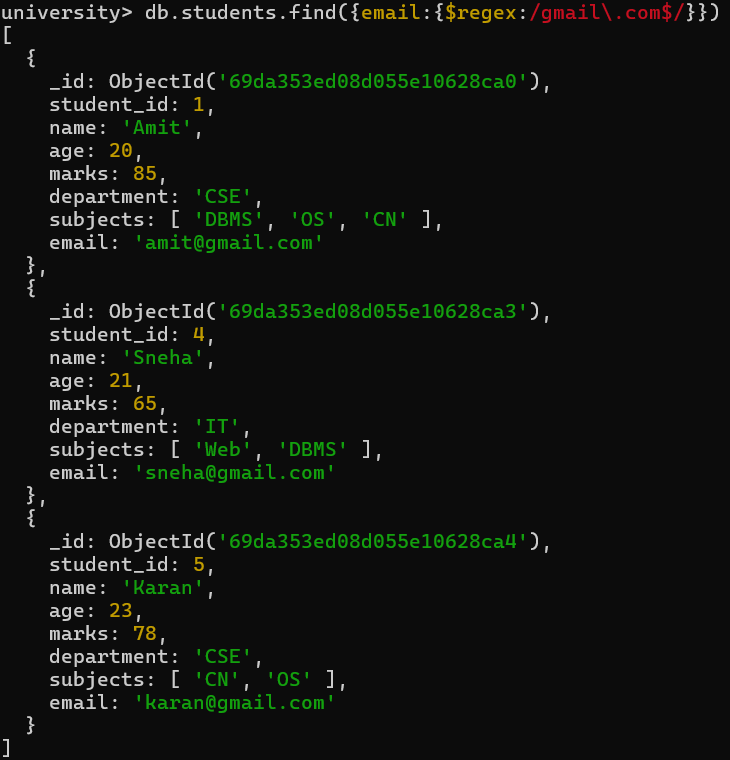 university> db.students.find({email:{$regex:/gmail\.com$/}})
[
  {
    _id: ObjectId('69da353ed08d055e10628ca0'),
    student_id: 1,
    name: 'Amit',
    age: 20,
    marks: 85,
    department: 'CSE',
    subjects: [ 'DBMS', 'OS', 'CN' ],
    email: 'amit@gmail.com'
  },
  {
    _id: ObjectId('69da353ed08d055e10628ca3'),
    student_id: 4,
    name: 'Sneha',
    age: 21,
    marks: 65,
    department: 'IT',
    subjects: [ 'Web', 'DBMS' ],
    email: 'sneha@gmail.com'
  },
  {
    _id: ObjectId('69da353ed08d055e10628ca4'),
    student_id: 5,
    name: 'Karan',
    age: 23,
    marks: 78,
    department: 'CSE',
    subjects: [ 'CN', 'OS' ],
    email: 'karan@gmail.com'
  }
]